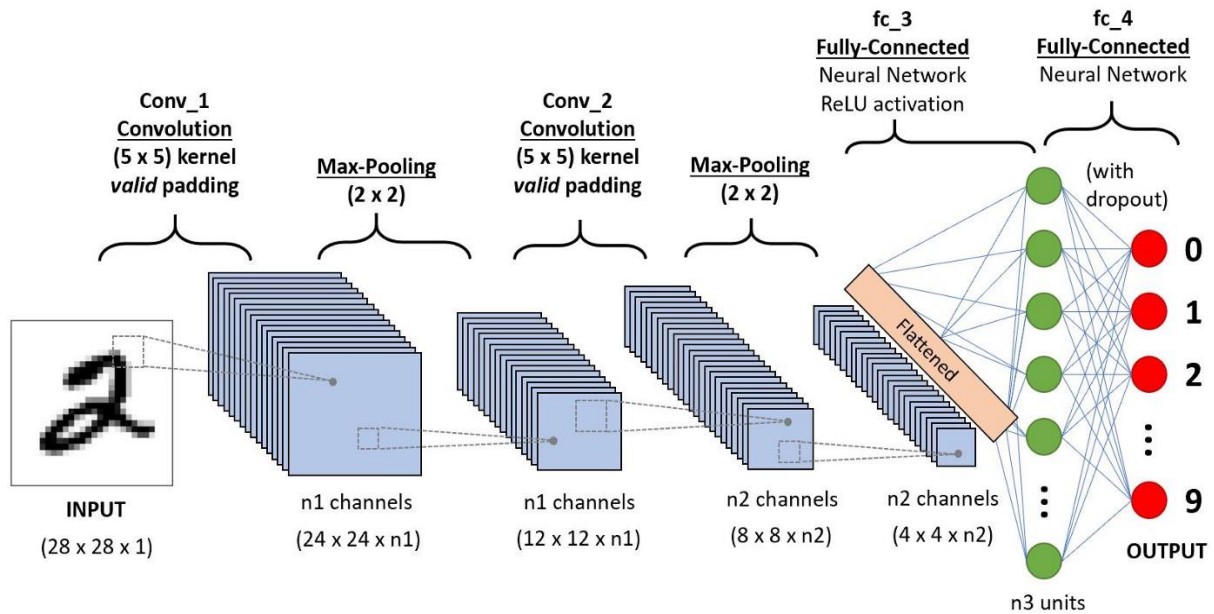 fc_3
Fully-Connected
Neural Network
ReLU activation
fc_4
Fully-Connected
Neural Network
Conv_1
Convolution
(5 x 5) kernel
valid padding
Max-Pooling
(2 x 2)
Conv_2
Convolution
(5 x 5) kernel
valid padding
Max-Pooling
(2 x 2)
(with
dropout)
Flattened
0
1
2
9
2
INPUT
(28 x 28 x 1)
n1 channels
(24 x 24 x n1)
n1 channels
(12 x 12 x n1)
n2 channels
(8 x 8 x n2)
n2 channels
(4 x 4 x n2)
OUTPUT
n3 units